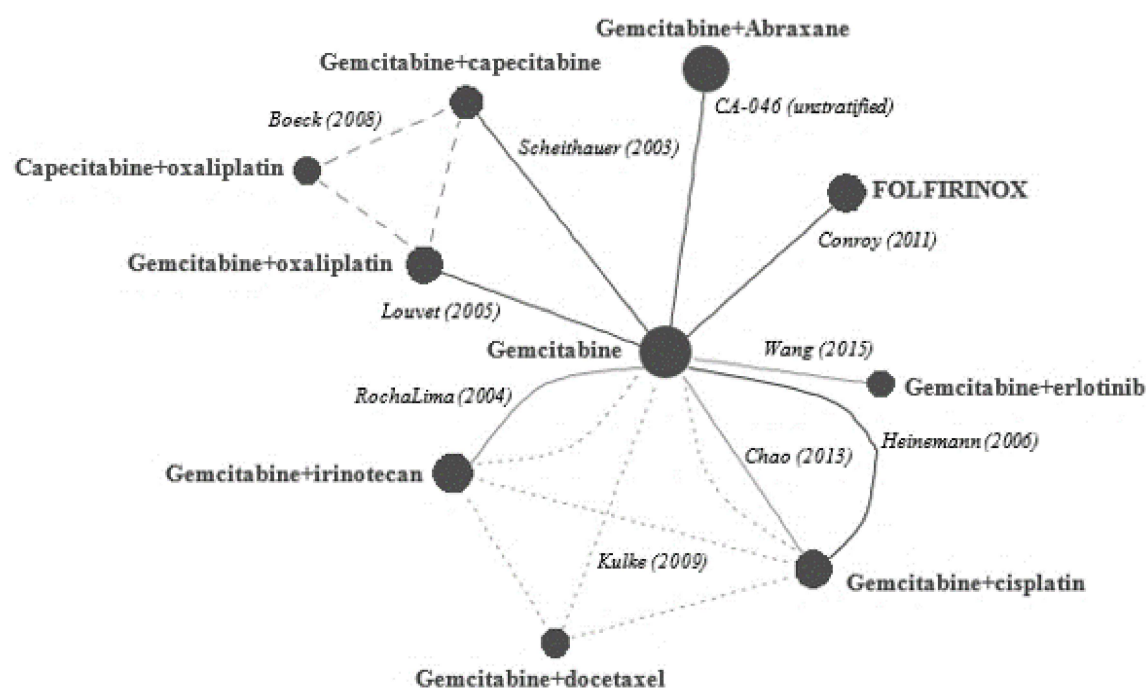 Gemcitabine+Abraxane
Gemcitabine+capecitabine
CA-046 (unstratified)
Boeck (2008)
Scheithauer (2003)
Capecitabine+oxaliplatin
FOLFIRINOX
Conroy (2011)
Gemcitabine+oxaliplatin
Louvet (2005)
Gemcitabine
Wang (2015)
RochaLima (2004)
Gemcitabine+erlotinib
Heinemann (2006)
Chao (2013)
Gemcitabine+irinotecan
Kulke (2009)
Gemcitabine+cisplatin
Gemcitabine+docetaxel